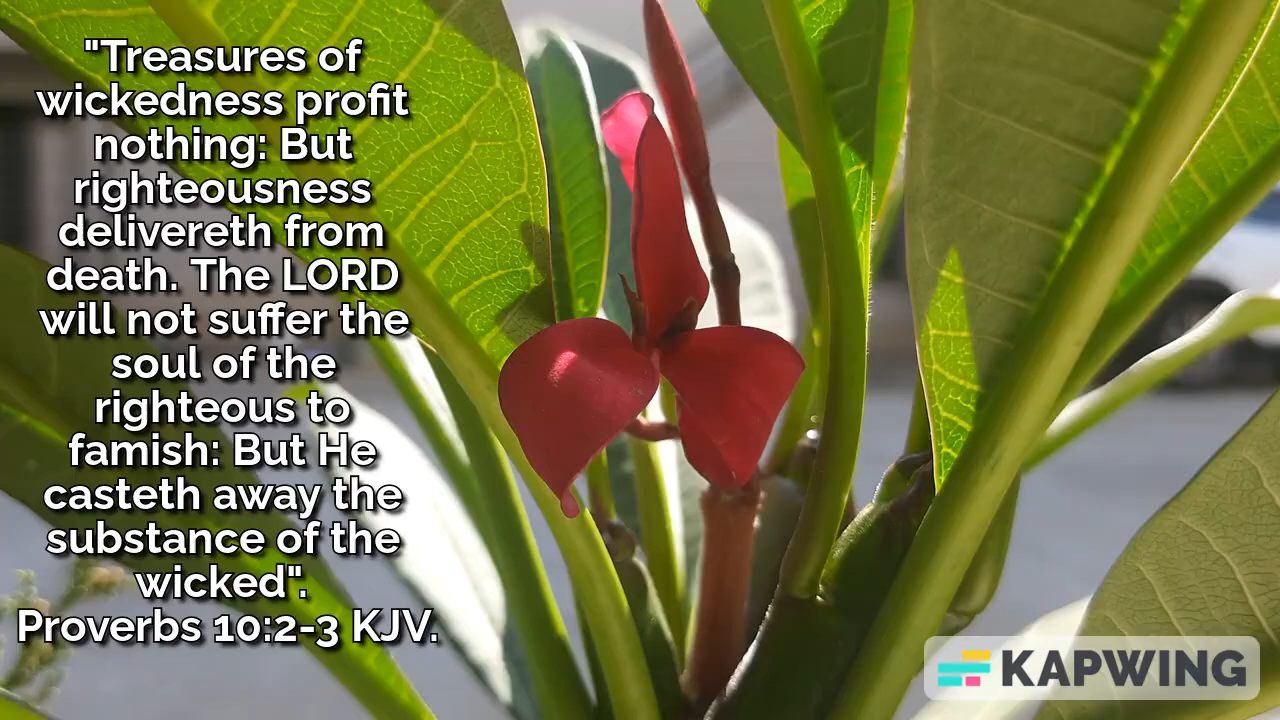 "Treasures of
wickedness profit
nothing: But
righteousness
delivereth from
death. The LORD
will not suffer the
soul of the
righteous to
famish: But He
casteth away the
substance of the
wicked".
Proverbs 10:2-3 KJV.
KAPWING